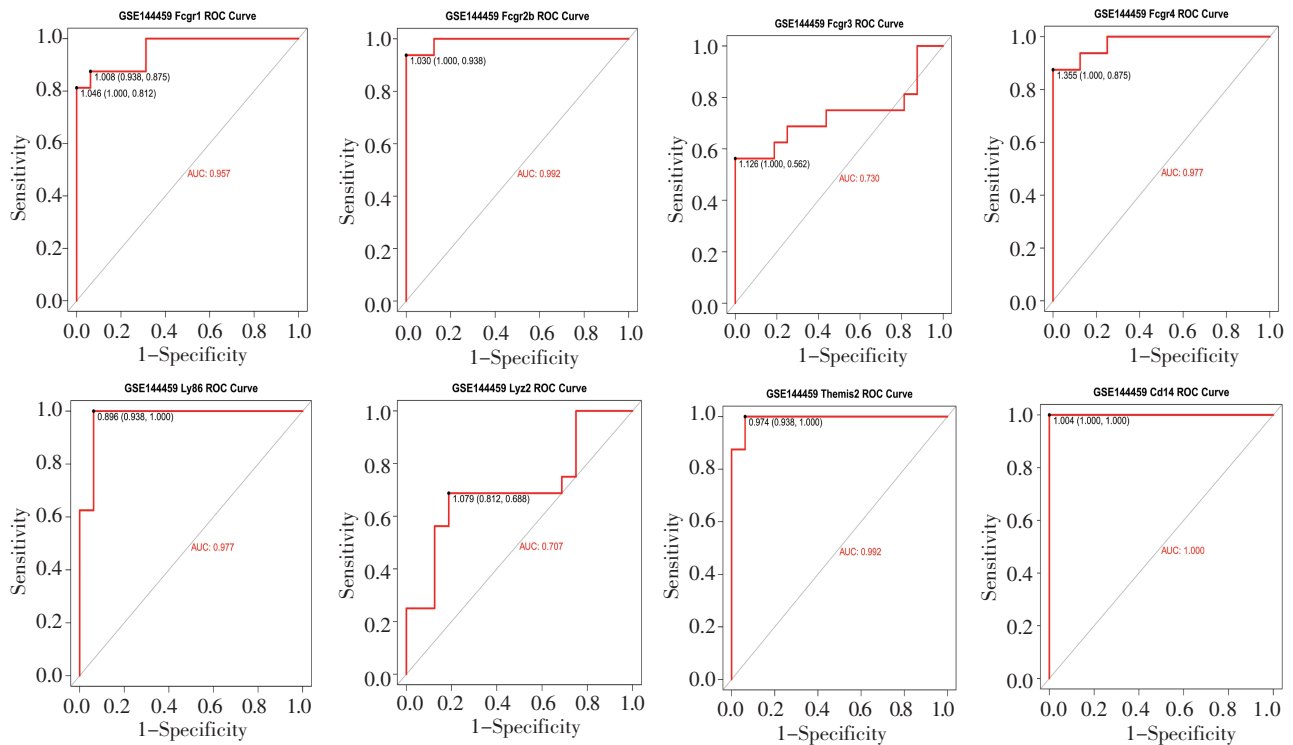 GSE144459 Fcgr1 ROC Curve
1.0
0.8
0.6
0.4
0.2
0.0
Sensitivity
1.008 (0.938, 0.875)
1.046 (1.000, 0.812)
AUC: 0.957
0.0 0.2 0.4 0.6 0.8 1.0
1−Specificity
GSE144459 Fcgr2b ROC Curve
1.0
0.8
0.6
0.4
0.2
0.0
Sensitivity
1.030 (1.000, 0.938)
AUC: 0.992
0.0 0.2 0.4 0.6 0.8 1.0
1−Specificity
GSE144459 Fcgr3 ROC Curve
1.0
0.8
0.6
0.4
0.2
0.0
Sensitivity
1.126 (1.000, 0.562)
AUC: 0.730
0.0 0.2 0.4 0.6 0.8 1.0
1−Specificity
GSE144459 Fcgr4 ROC Curve
1.0
0.8
0.6
0.4
0.2
0.0
Sensitivity
1.355 (1.000, 0.875)
AUC: 0.977
0.0 0.2 0.4 0.6 0.8 1.0
1−Specificity
GSE144459 Ly86 ROC Curve
1.0
0.8
0.6
0.4
0.2
0.0
Sensitivity
0.896 (0.938, 1.000)
AUC: 0.977
0.0 0.2 0.4 0.6 0.8 1.0
1−Specificity
GSE144459 Lyz2 ROC Curve
1.0
0.8
0.6
0.4
0.2
0.0
Sensitivity
1.079 (0.812, 0.688)
AUC: 0.707
0.0 0.2 0.4 0.6 0.8 1.0
1−Specificity
GSE144459 Themis2 ROC Curve
1.0
0.8
0.6
0.4
0.2
0.0
Sensitivity
0.974 (0.938, 1.000)
AUC: 0.992
0.0 0.2 0.4 0.6 0.8 1.0
1−Specificity
GSE144459 Cd14 ROC Curve
1.0
0.8
0.6
0.4
0.2
0.0
Sensitivity
1.004 (1.000, 1.000)
AUC: 1.000
0.0 0.2 0.4 0.6 0.8 1.0
1−Specificity